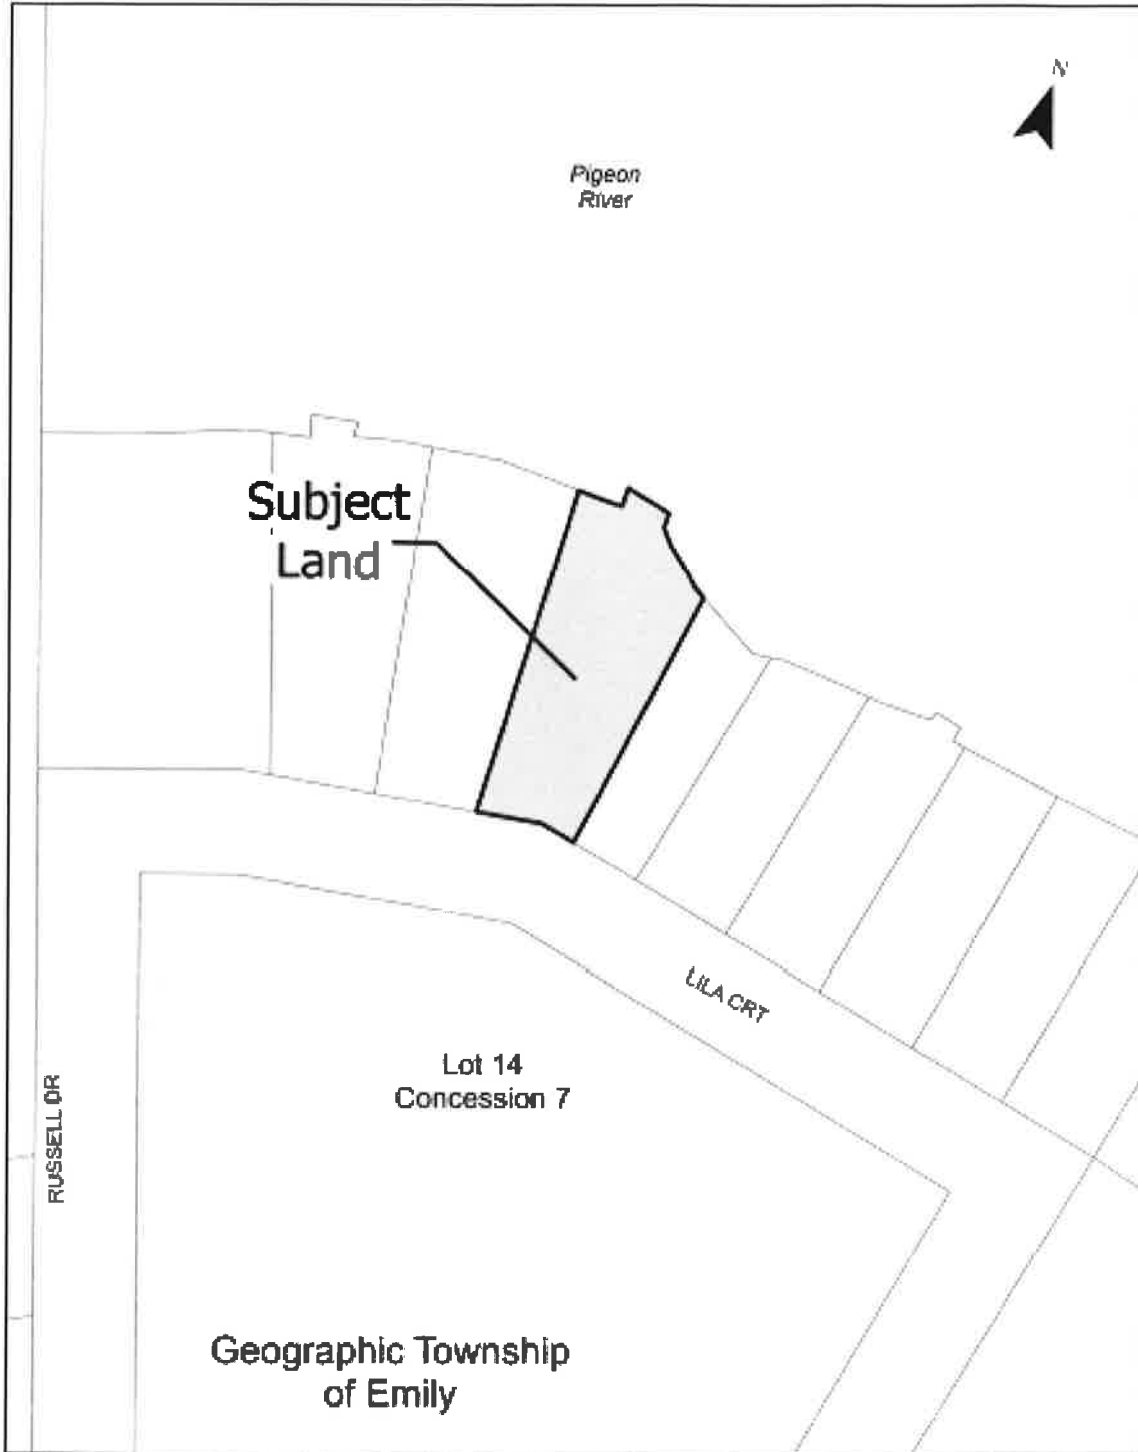 N
Pigeon
River
Subject
Land
LILA CRT
Lot 14
Concession 7
RUSSELL DR
Geographic Township
of Emily